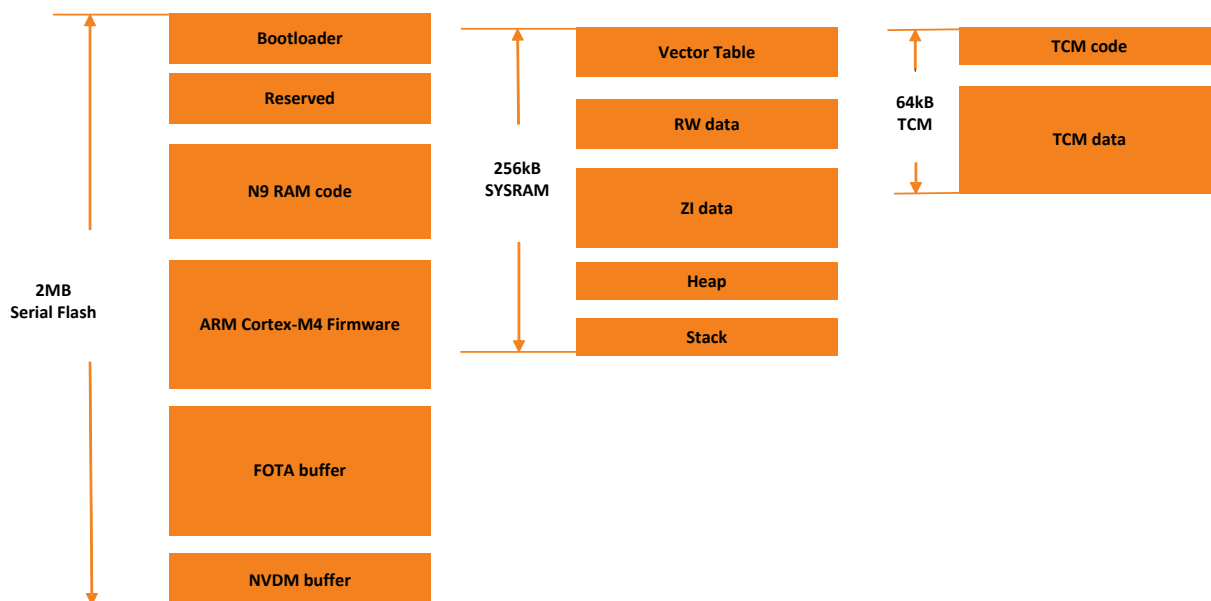 2MB
Serial Flash
Bootloader
Reserved
N9 RAM code
ARM Cortex-M4 Firmware
FOTA buffer
NVDM buffer
256kB
SYSRAM
Vector Table
RW data
ZI data
Heap
Stack
64kB
TCM
TCM code
TCM data